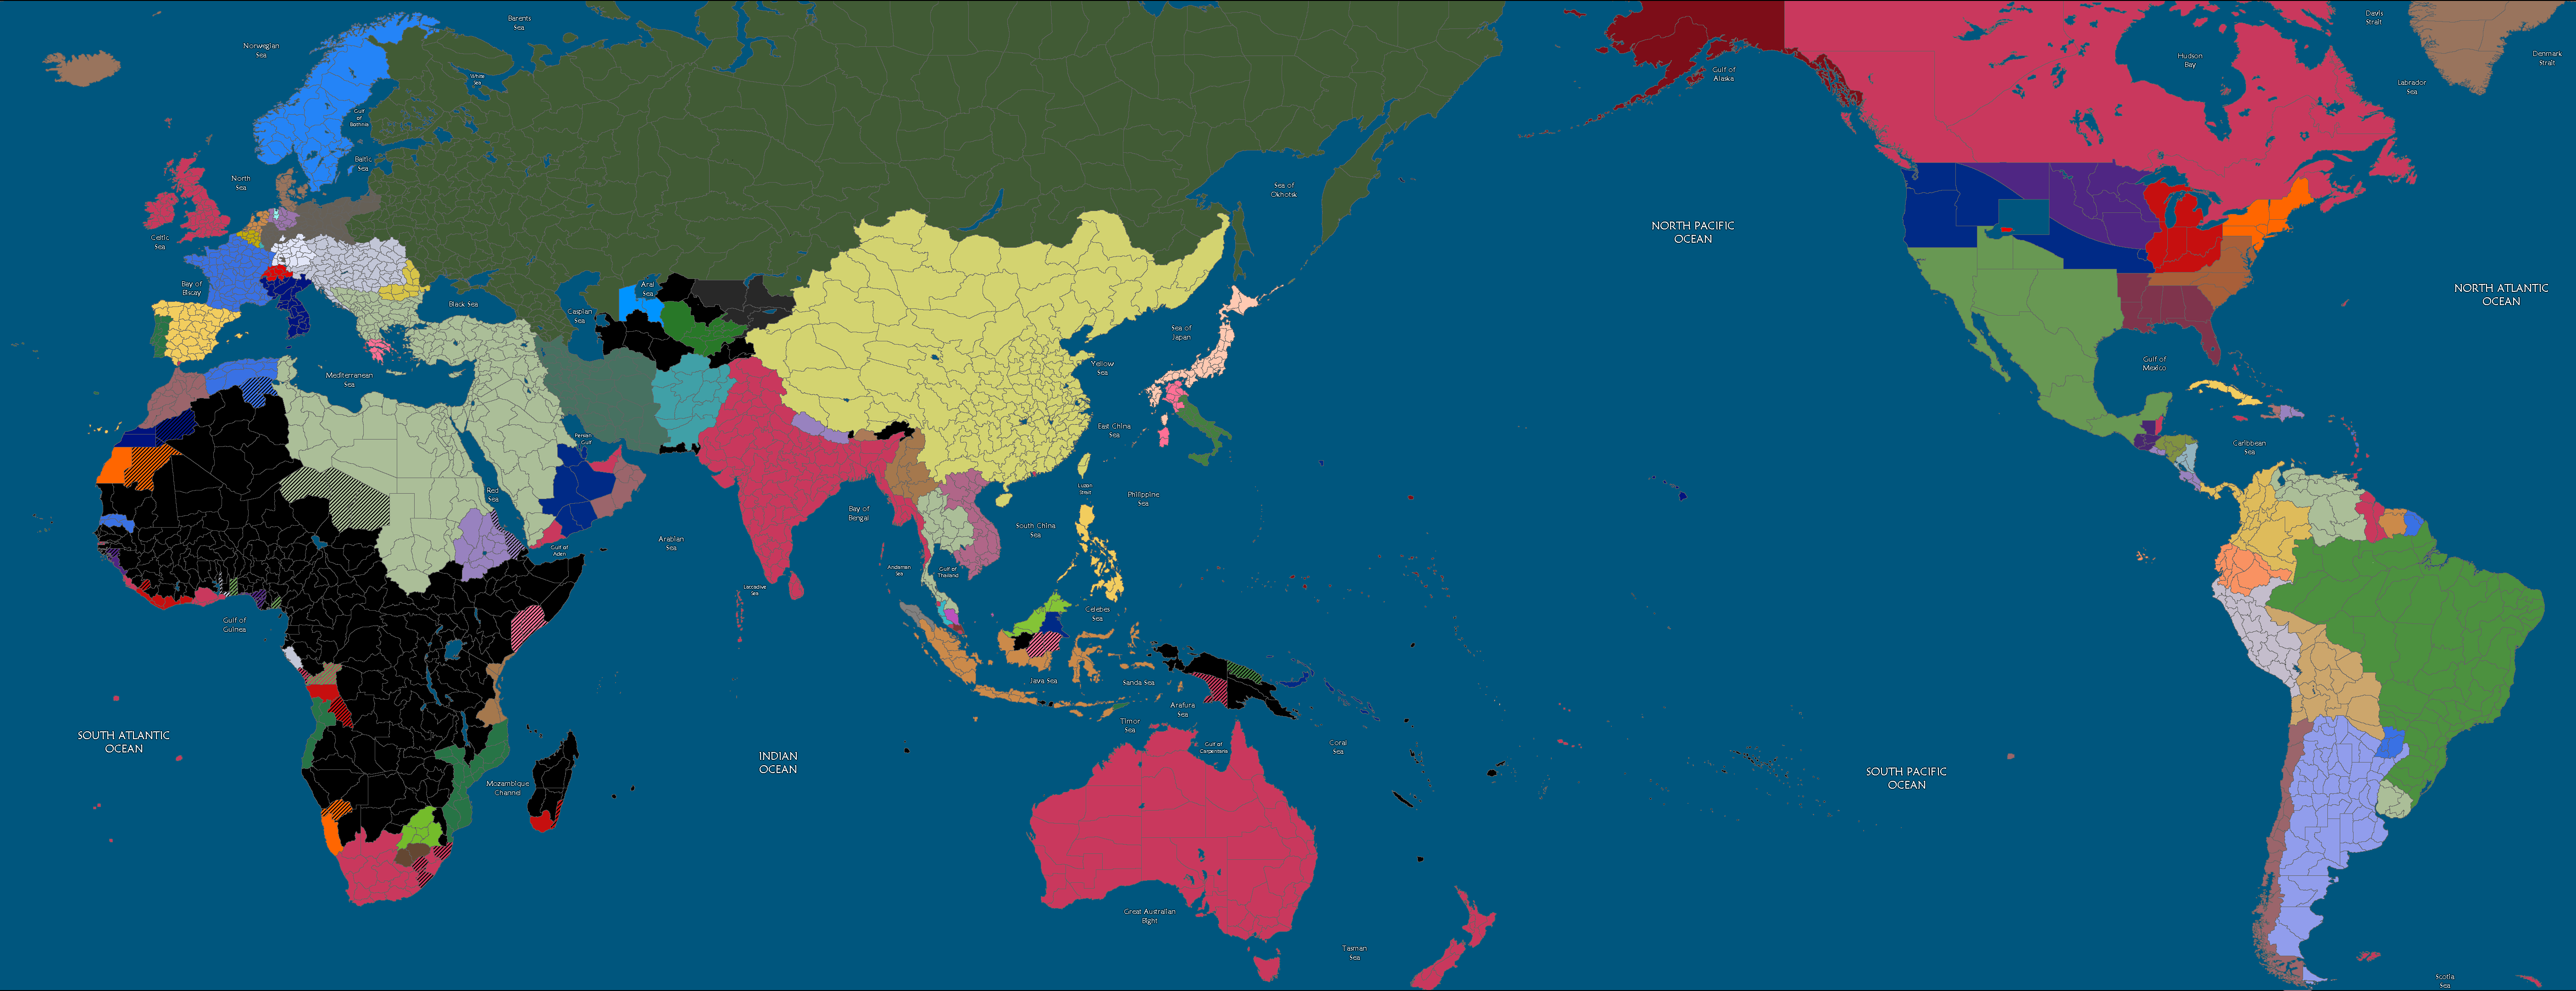 Barents
Sea
Norwegian
Sea
White
Sea
Gulf
of
Bothnia
Baltic
Sea
North
Sea
Celtic
Sea
Bay of
Biscay
Black Sea
Caspian
Sea
Aral
Sea
Mediterranean
Sea
Persian
Gulf
Red
Sea
Gulf of
Aden
Arabian
Sea
Laccadive
Sea
Bay of
Bengal
Andaman
Sea
Gulf of
Thailand
South China
Sea
Luzon
Strait
Philippine
Sea
East China
Sea
Yellow
Sea
Sea of
Japan
Sea of
Okhotsk
Celebes
Sea
Java Sea
Banda Sea
Timor
Sea
Arafura
Sea
Gulf of
Carpentaria
Coral
Sea
Great Australian
Bight
Tasman
Sea
Gulf of
Guinea
SOUTH ATLANTIC
OCEAN
Mozambique
Channel
INDIAN
OCEAN
NORTH PACIFIC
OCEAN
SOUTH PACIFIC
OCEAN
Gulf of
Alaska
Hudson
Bay
Davis
Strait
Denmark
Strait
Labrador
Sea
NORTH ATLANTIC
OCEAN
Gulf of
Mexico
Caribbean
Sea
Scotia
Sea